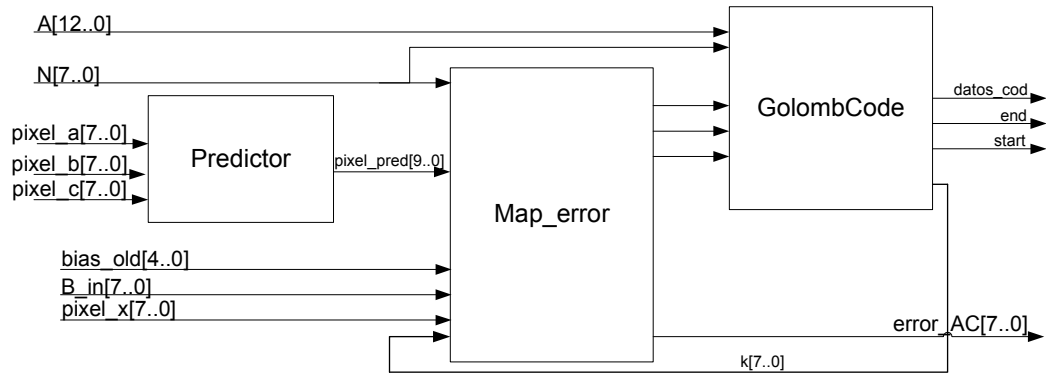 A[12..0]
N[7..0]
GolombCode
datos_cod
end
start
pixel_a[7..0]
pixel_b[7..0]
pixel_c[7..0]
Predictor
pixel_pred[9..0]
Map_error
bias_old[4..0]
B_in[7..0]
pixel_x[7..0]
error_AC[7..0]
k[7..0]